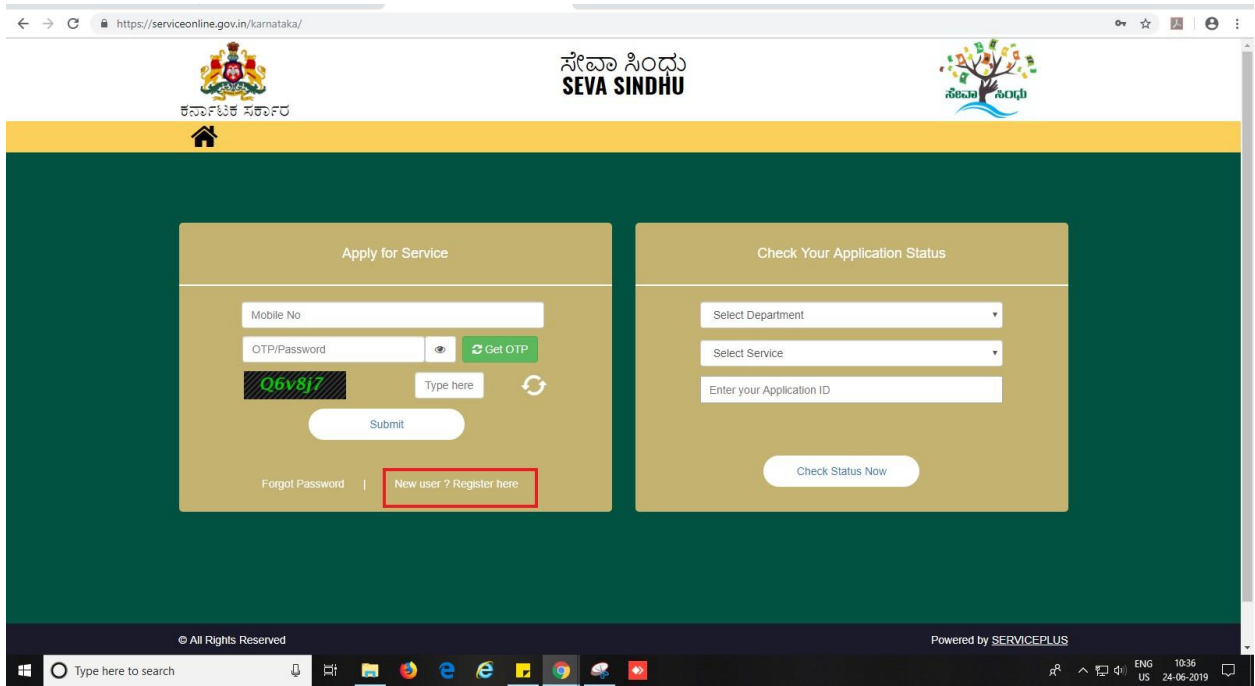 https://serviceonline.gov.in/karnataka/
ಕರ್ನಾಟಕ ಸರ್ಕಾರ
ಸೇವಾ ಸಿಂಧು
SEVA SINDHU
ಸೇವಾ ಸಿಂಧು
Apply for Service
Mobile No
OTP/Password
Get OTP
Q6v8j7
Type here
Submit
Forgot Password | New user ? Register here
Check Your Application Status
Select Department
Select Service
Enter your Application ID
Check Status Now
© All Rights Reserved
Powered by SERVICEPLUS
Type here to search
ENG
US
10:36
24-06-2019